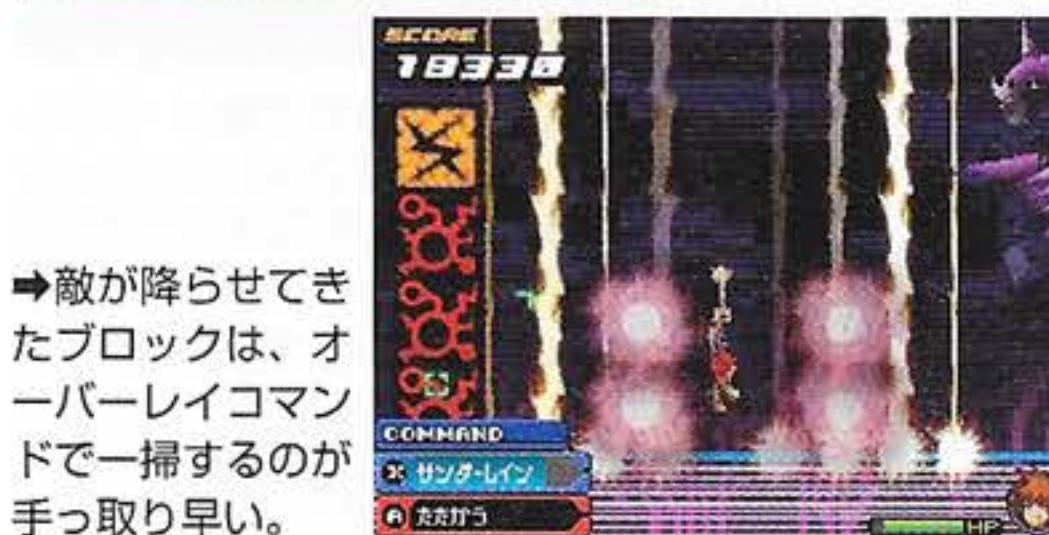 ➡敵が降らせてき
たブロックは、オ
ーバーレイコマン
ドで一掃するのが
手っ取り早い。
SCORE
18330
COMMAND
X サンダーレイン
A たたかう
HP